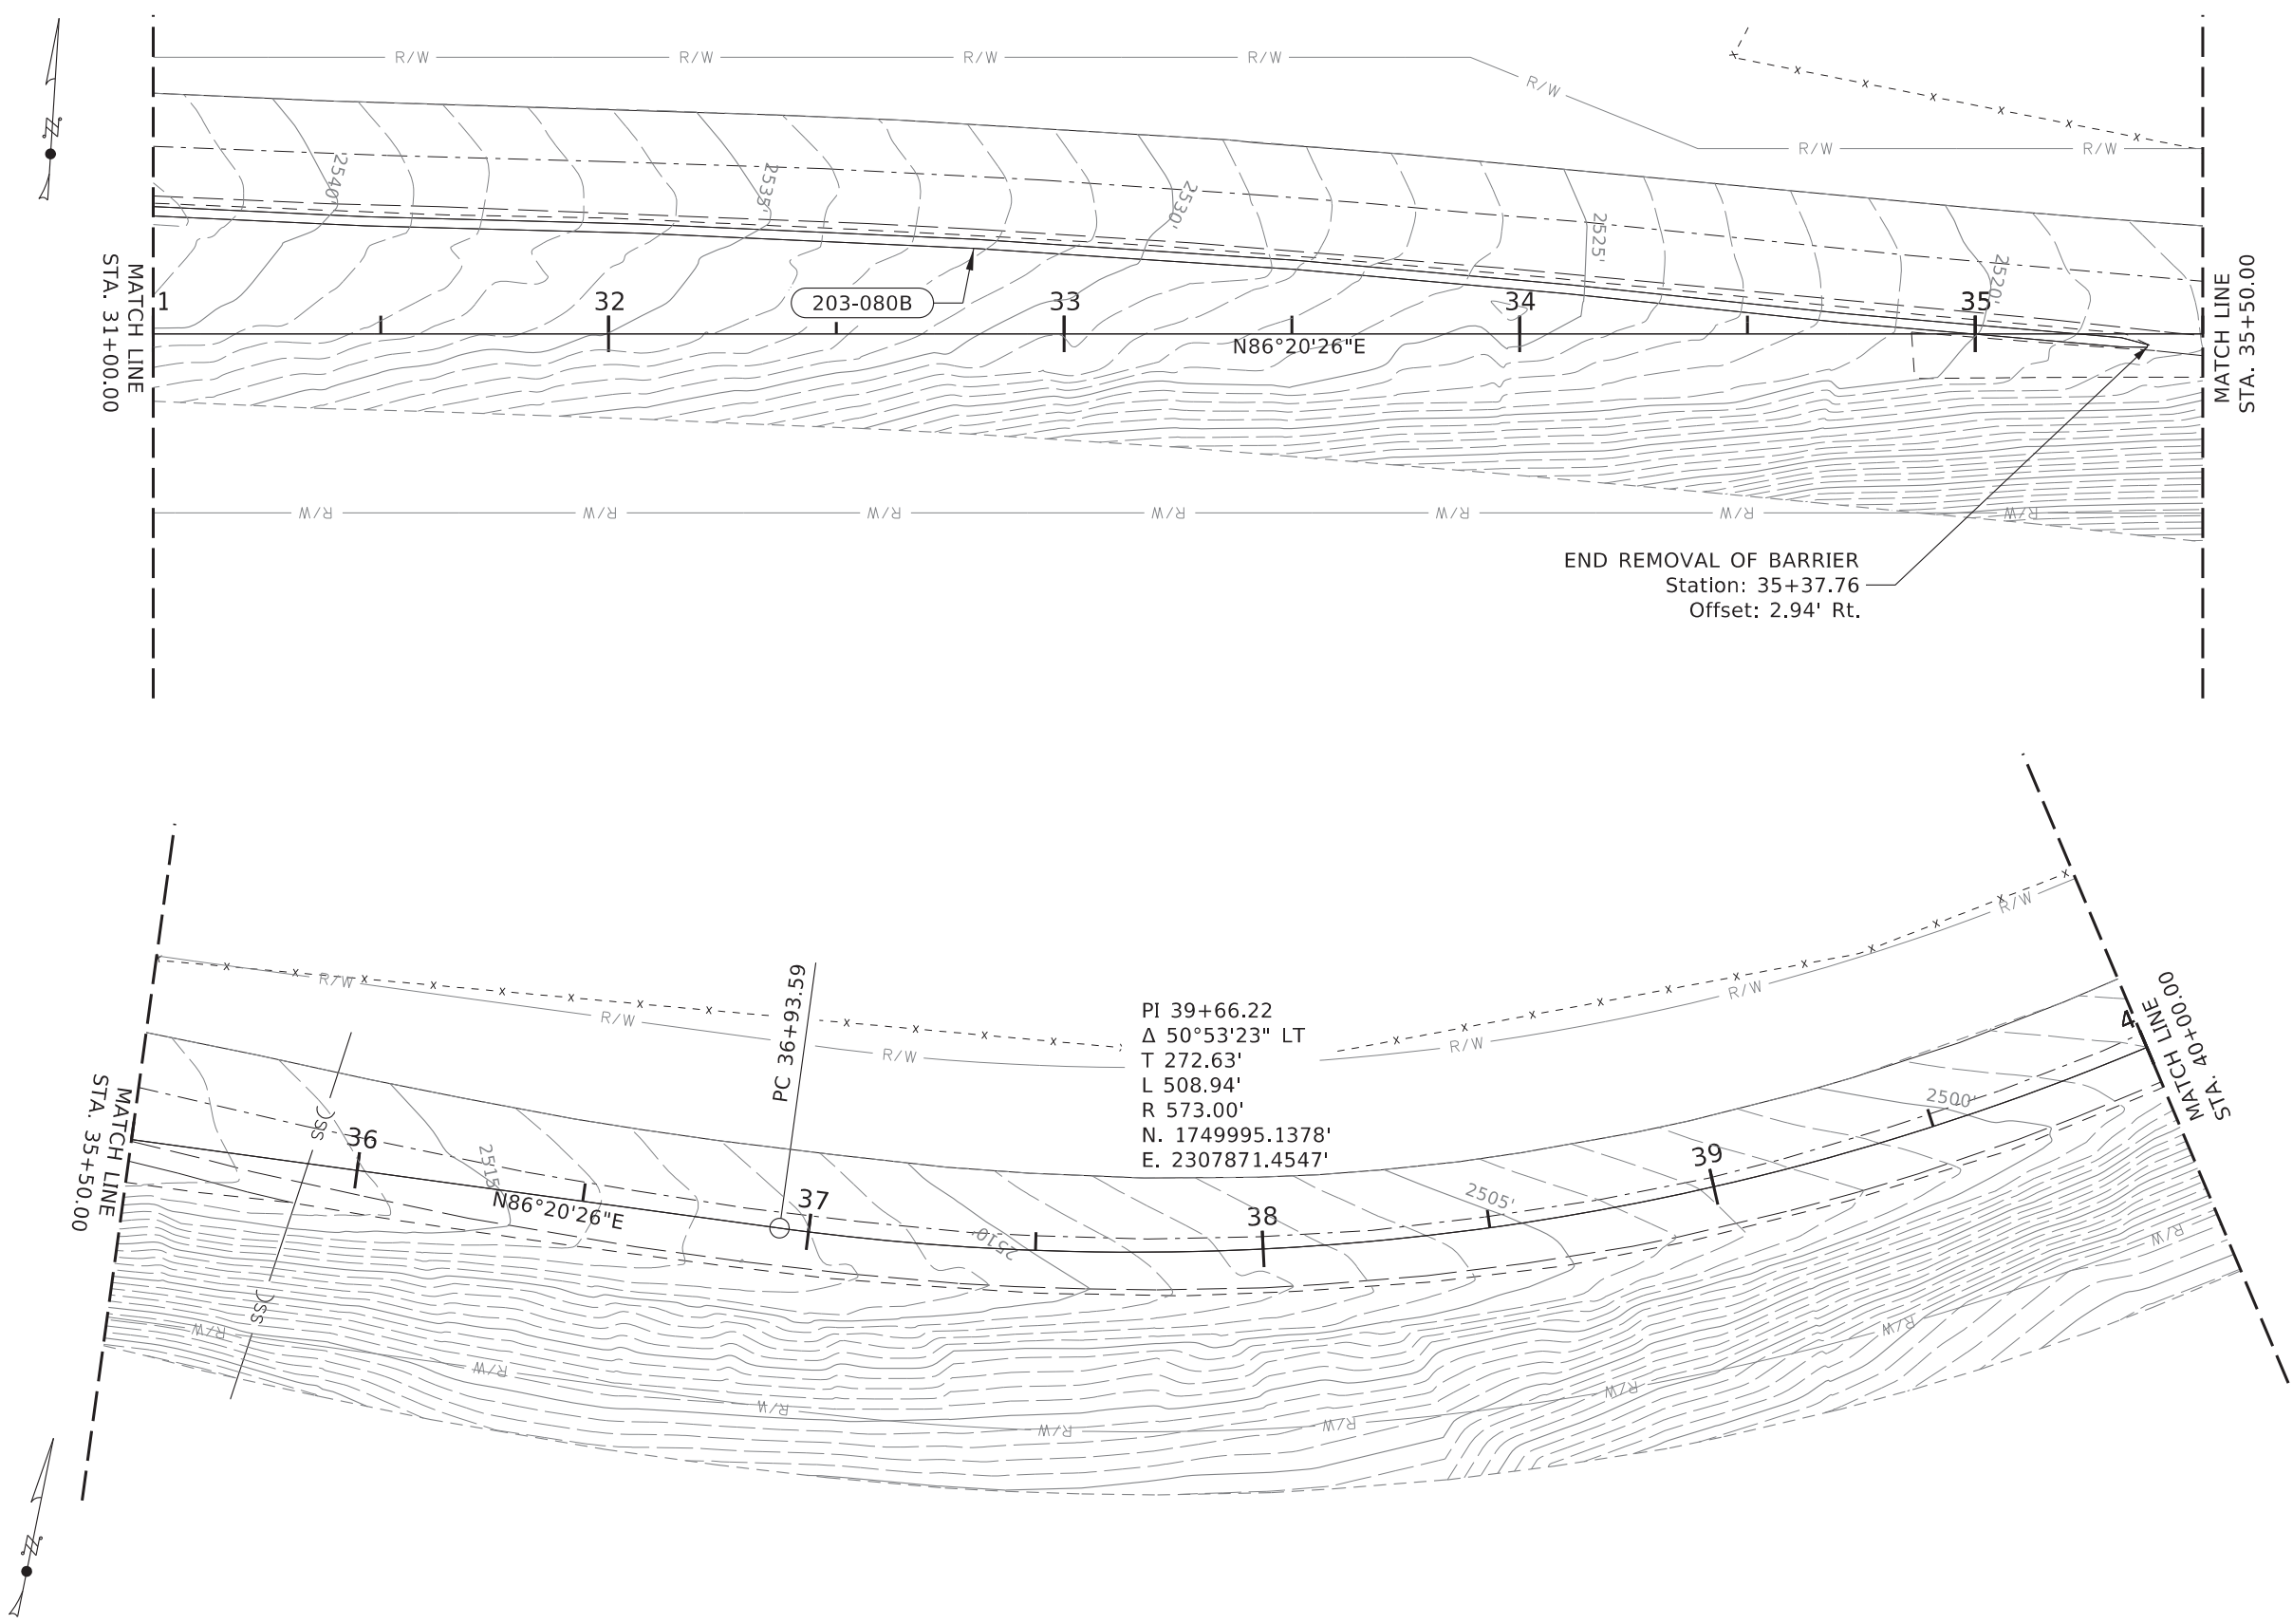 R/W R/W R/W R/W R/W R/W R/W
N
2540' 2535' 2530' 2525' 2520'
MATCH LINE
STA. 31+00.00
1 32 33 34 35
203-080B
N86°20'26"E
MATCH LINE
STA. 35+50.00
R/W R/W R/W R/W R/W R/W R/W
END REMOVAL OF BARRIER
Station: 35+37.76
Offset: 2.94' Rt.
R/W R/W R/W R/W R/W R/W
PC 36+93.59
PI 39+66.22
Δ 50°53'23" LT
T 272.63'
L 508.94'
R 573.00'
N. 1749995.1378'
E. 2307871.4547'
MATCH LINE
STA. 35+50.00
SS
36 37 38 39 4
2515' 2510' 2505' 2500'
N86°20'26"E
MATCH LINE
STA. 40+00.00
SS
R/W R/W R/W R/W R/W R/W R/W R/W
N